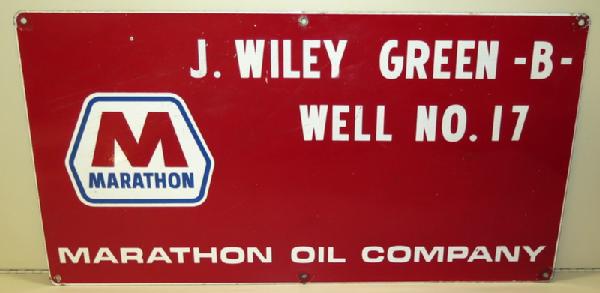 J. WILEY GREEN -B-
WELL NO. 17
M
MARATHON
MARATHON OIL COMPANY